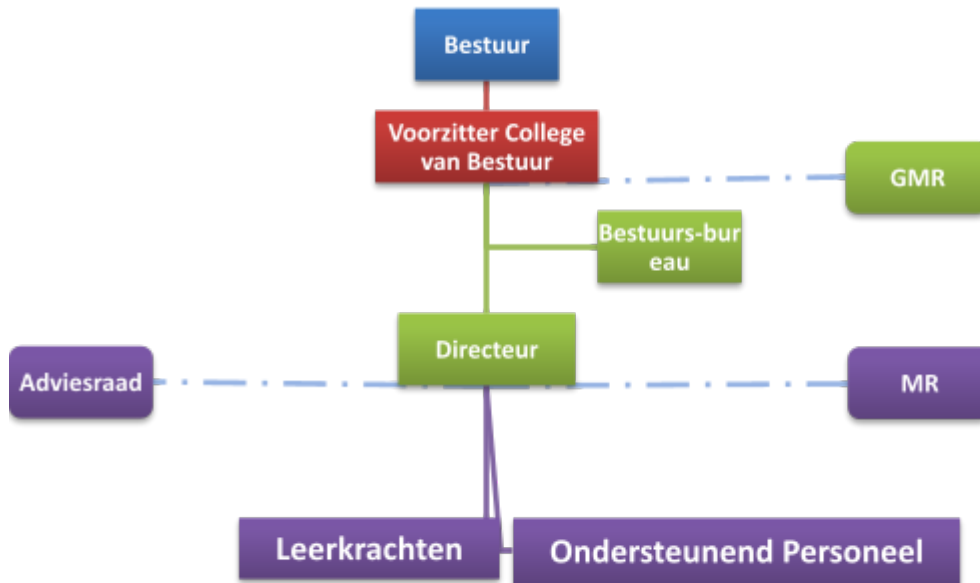 Bestuur
Voorzitter College
van Bestuur
GMR
Bestuurs-bur
eau
Directeur
Adviesraad
MR
Leerkrachten
Ondersteunend Personeel